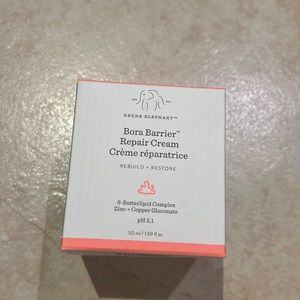 DRUNK ELEPHANT™
Bora Barrier™
Repair Cream
Crème réparatrice
REBUILD + RESTORE
6-Butterlipid Complex
Zinc + Copper Gluconate
pH 5.1
50 ml / 1.69 fl oz